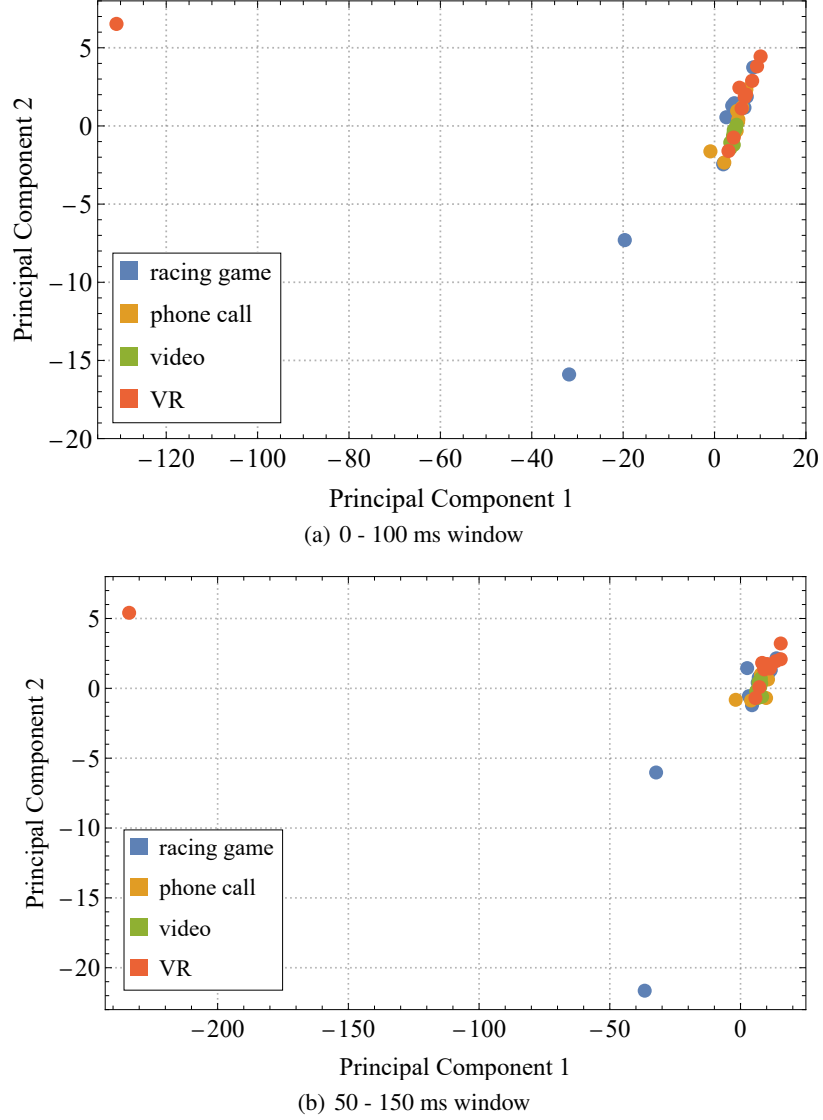 5
0
−5
−10
−15
−20
Principal Component 2
racing game
phone call
video
VR
−120 −100 −80 −60 −40 −20 0 20
Principal Component 1
(a) 0 - 100 ms window
5
0
−5
−10
−15
−20
Principal Component 2
racing game
phone call
video
VR
−200 −150 −100 −50 0
Principal Component 1
(b) 50 - 150 ms window